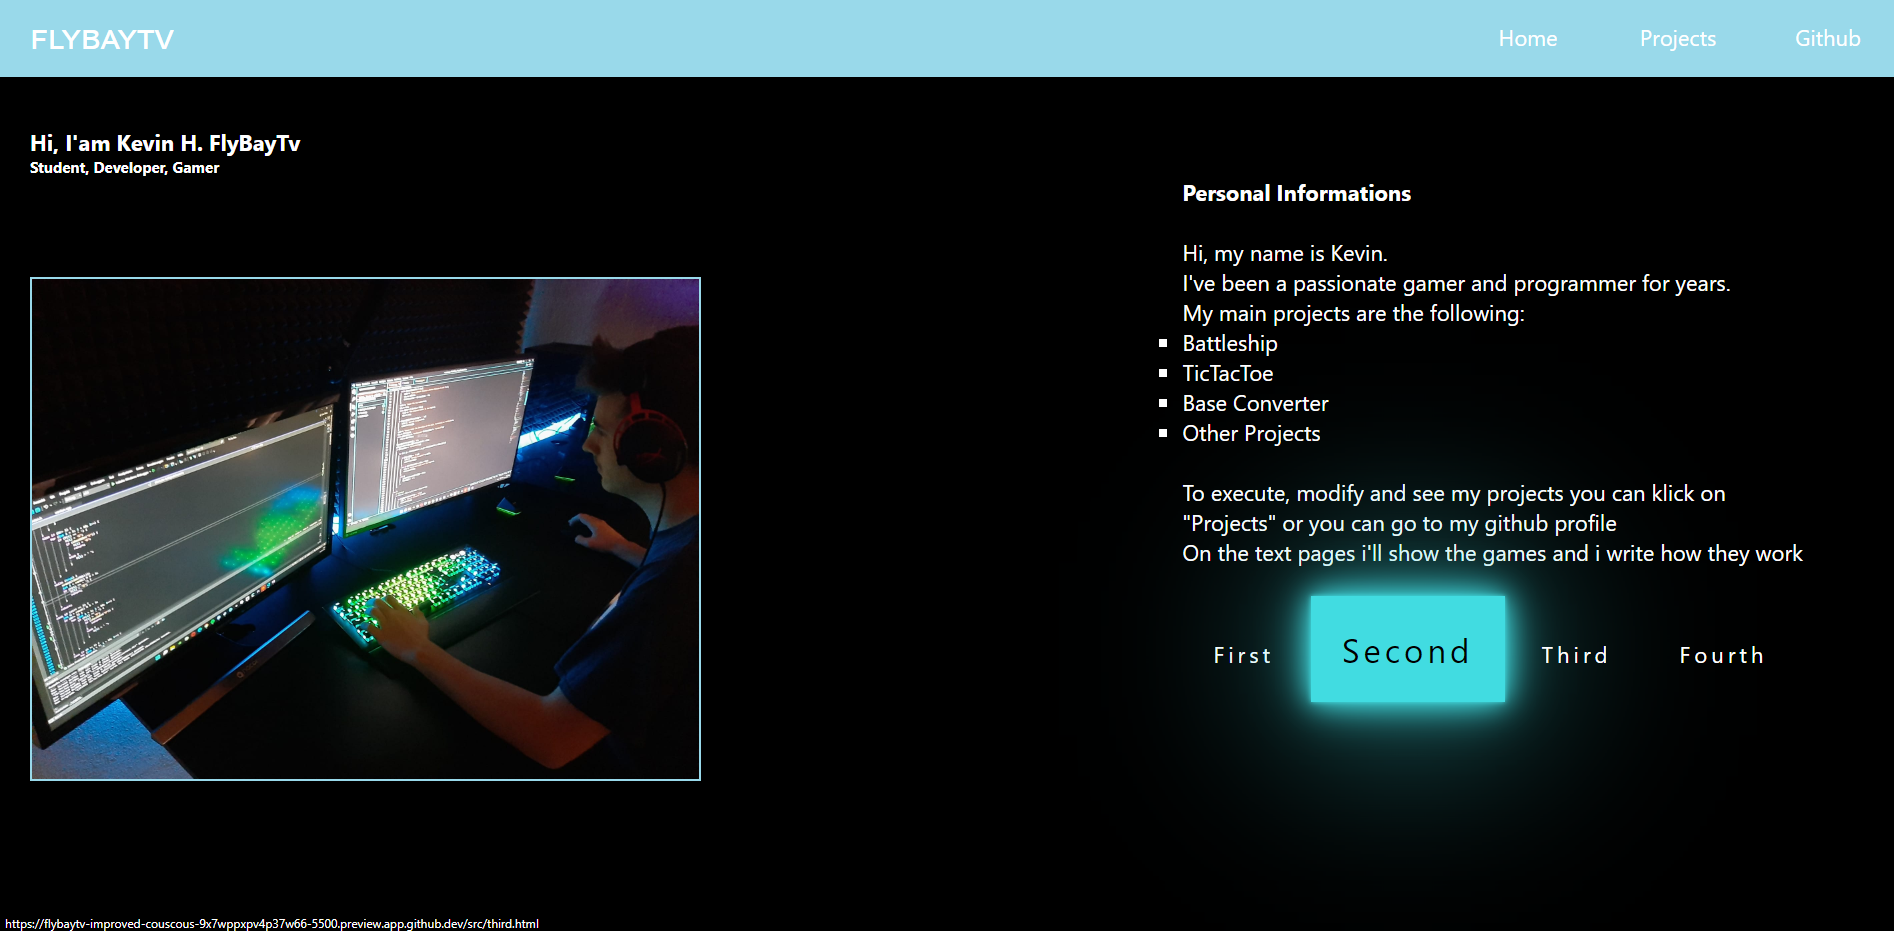 FLYBAYTV
Home Projects Github
Hi, I'am Kevin H. FlyBayTv
Student, Developer, Gamer
Personal Informations
Hi, my name is Kevin.
I've been a passionate gamer and programmer for years.
My main projects are the following:
Battleship
TicTacToe
Base Converter
Other Projects
To execute, modify and see my projects you can klick on
"Projects" or you can go to my github profile
On the text pages i'll show the games and i write how they work
First Second Third Fourth
https://flybaytv-improved-couscous-9x7wppxpv4p37w66-5500.preview.app.github.dev/src/third.html